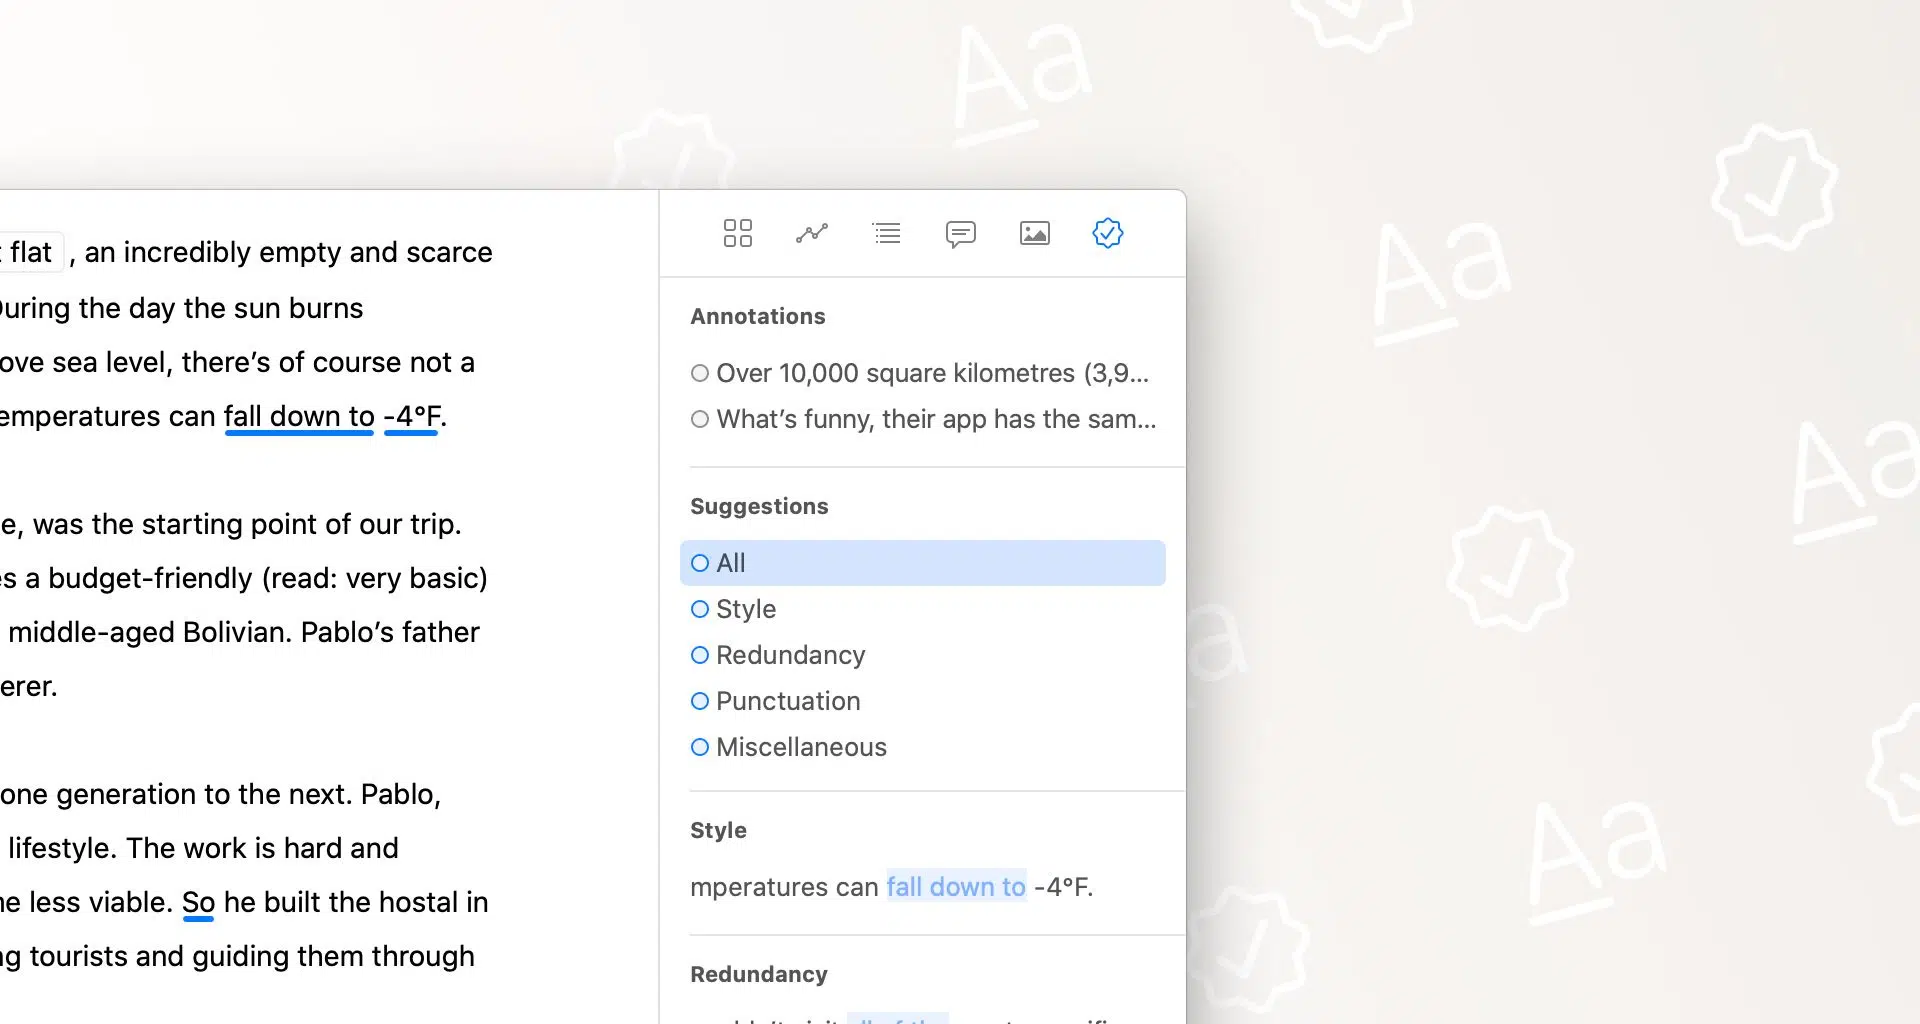 flat , an incredibly empty and scarce
During the day the sun burns
ove sea level, there’s of course not a
emperatures can fall down to -4°F.
e, was the starting point of our trip.
es a budget-friendly (read: very basic)
middle-aged Bolivian. Pablo’s father
erer.
one generation to the next. Pablo,
lifestyle. The work is hard and
ne less viable. So he built the hostal in
ng tourists and guiding them through
Annotations
Over 10,000 square kilometres (3,9...
What’s funny, their app has the sam...
Suggestions
All
Style
Redundancy
Punctuation
Miscellaneous
Style
mperatures can fall down to -4°F.
Redundancy
Aa
Aa
Aa
a
Aa